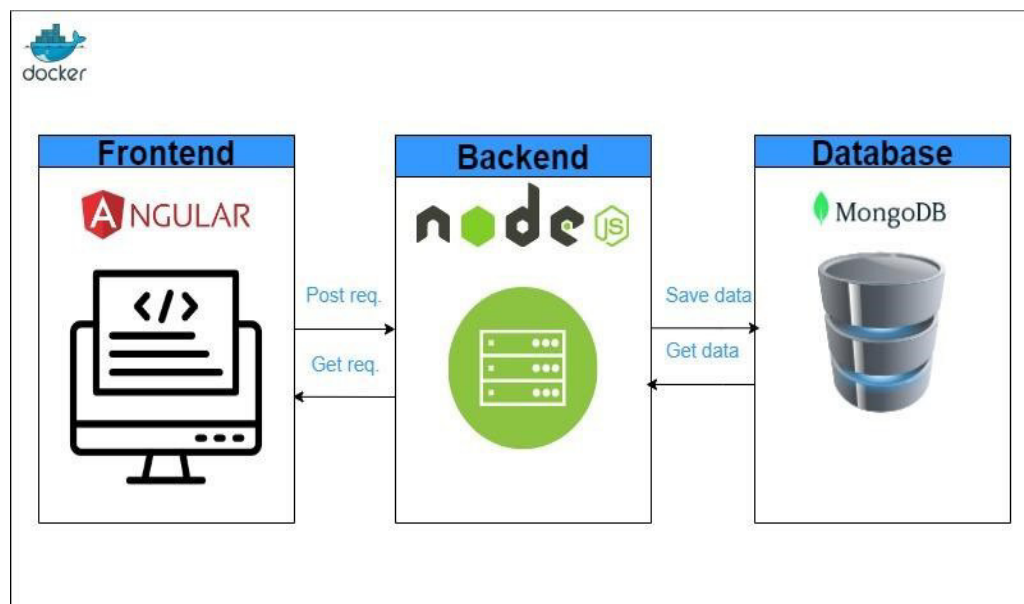 docker
Frontend
Backend
Database
ANGULAR
node
JS
MongoDB
</>
Post req.
Save data
Get req.
Get data